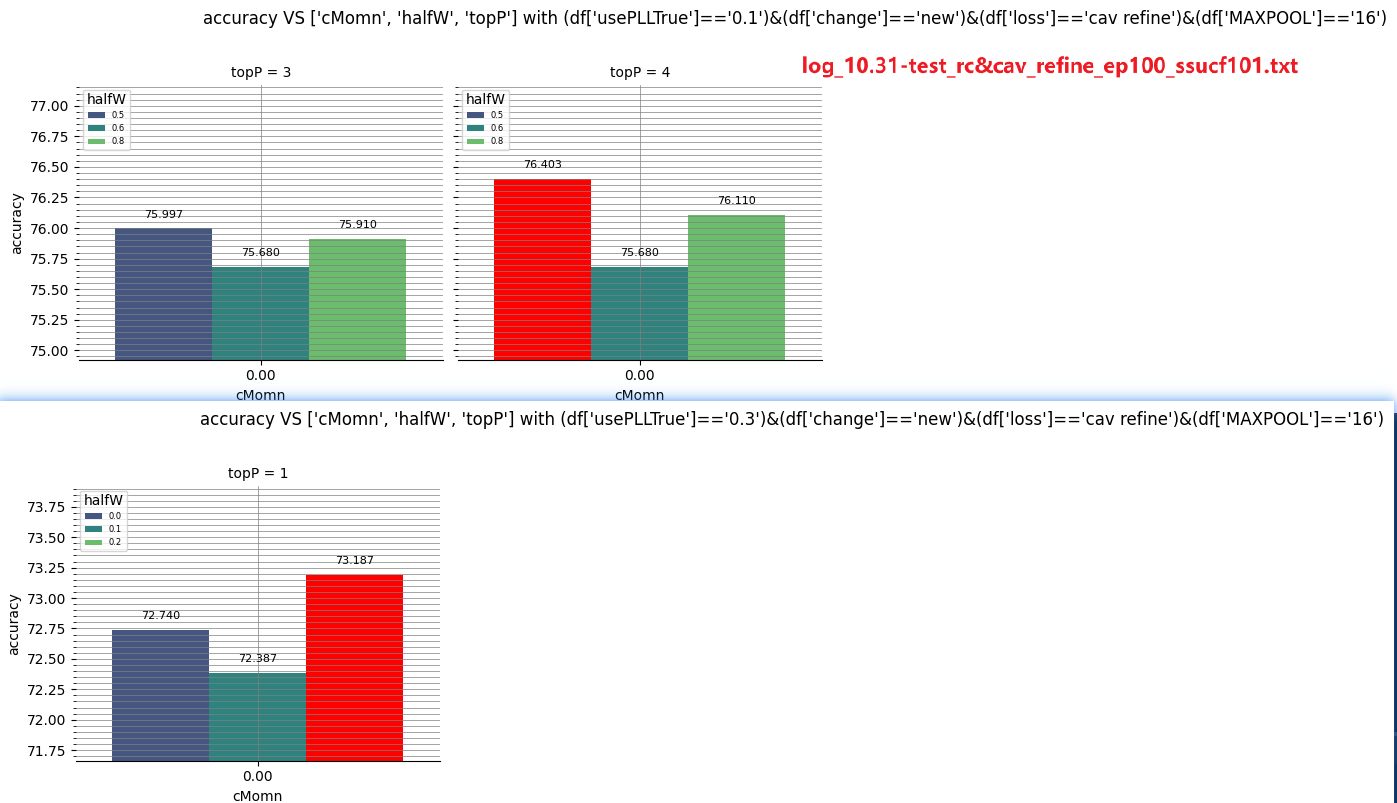 accuracy VS ['cMomn', 'halfW', 'topP'] with (df['usePLLTrue']=='0.1')&(df['change']=='new')&(df['loss']=='cav refine')&(df['MAXPOOL']=='16')
log_10.31-test_rc&cav_refine_ep100_ssucf101.txt
topP = 3
halfW
0.5
0.6
0.8
77.00
76.75
76.50
76.25
76.00
75.75
75.50
75.25
75.00
accuracy
75.997
75.680
75.910
0.00
cMomn
topP = 4
halfW
0.5
0.6
0.8
76.403
75.680
76.110
0.00
cMomn
accuracy VS ['cMomn', 'halfW', 'topP'] with (df['usePLLTrue']=='0.3')&(df['change']=='new')&(df['loss']=='cav refine')&(df['MAXPOOL']=='16')
topP = 1
halfW
0.0
0.1
0.2
73.75
73.50
73.25
73.00
72.75
72.50
72.25
72.00
71.75
accuracy
72.740
72.387
73.187
0.00
cMomn